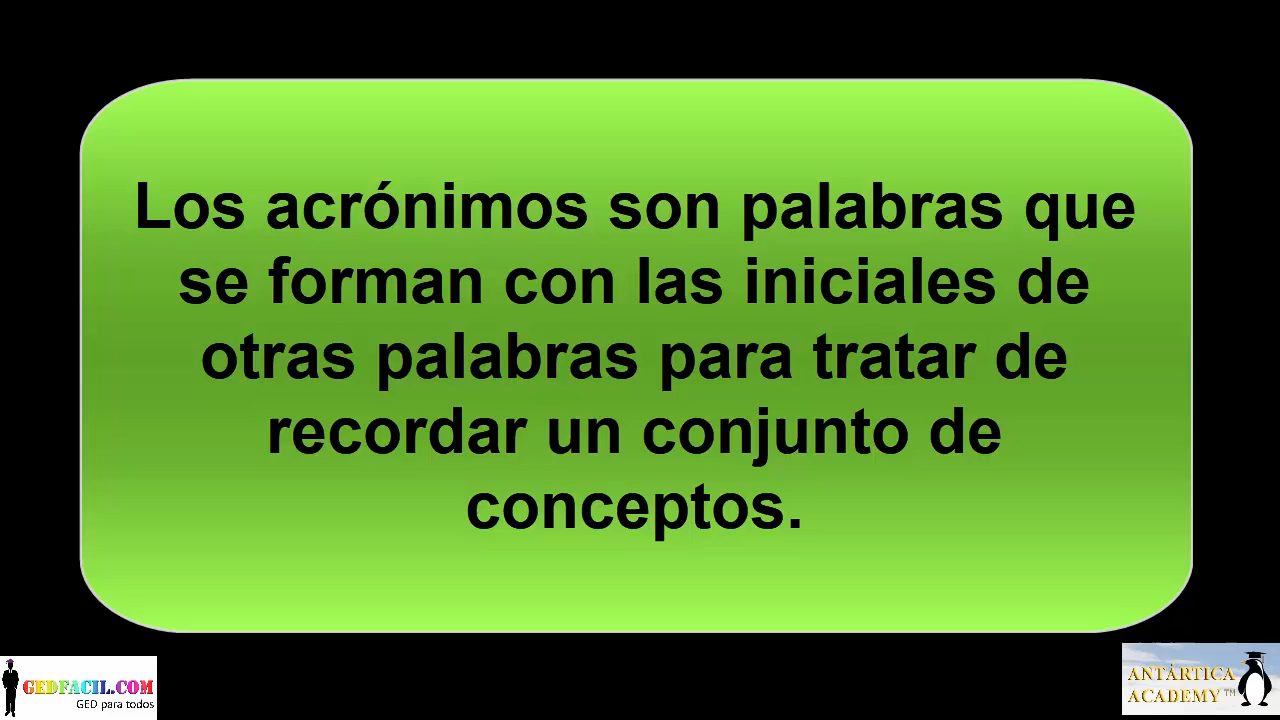 Los acrónimos son palabras que
se forman con las iniciales de
otras palabras para tratar de
recordar un conjunto de
conceptos.
GEDFACIL.COM
GED para todos
ANTÁRTICA
ACADEMY™